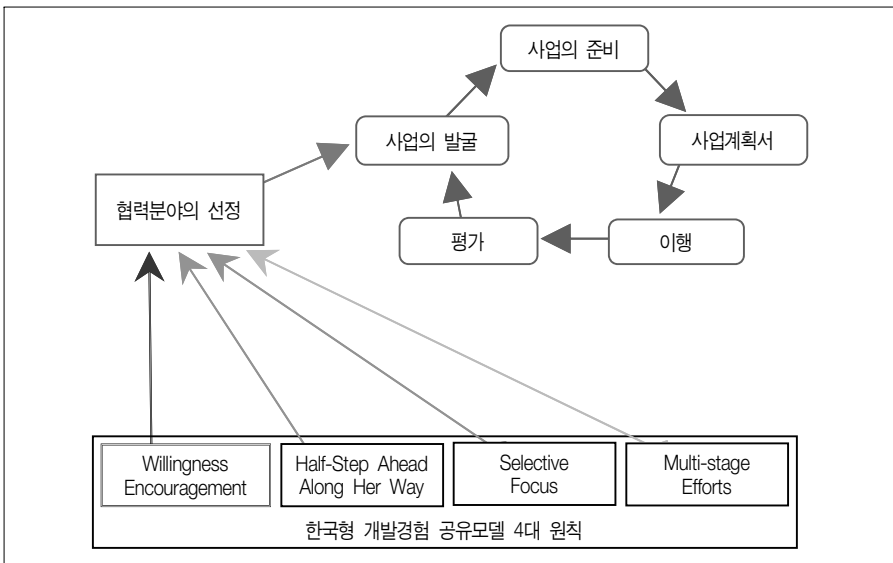 사업의 준비
사업의 발굴
사업계획서
협력분야의 선정
평가
이행
Willingness
Encouragement
Half-Step Ahead
Along Her Way
Selective
Focus
Multi-stage
Efforts
한국형 개발경험 공유모델 4대 원칙